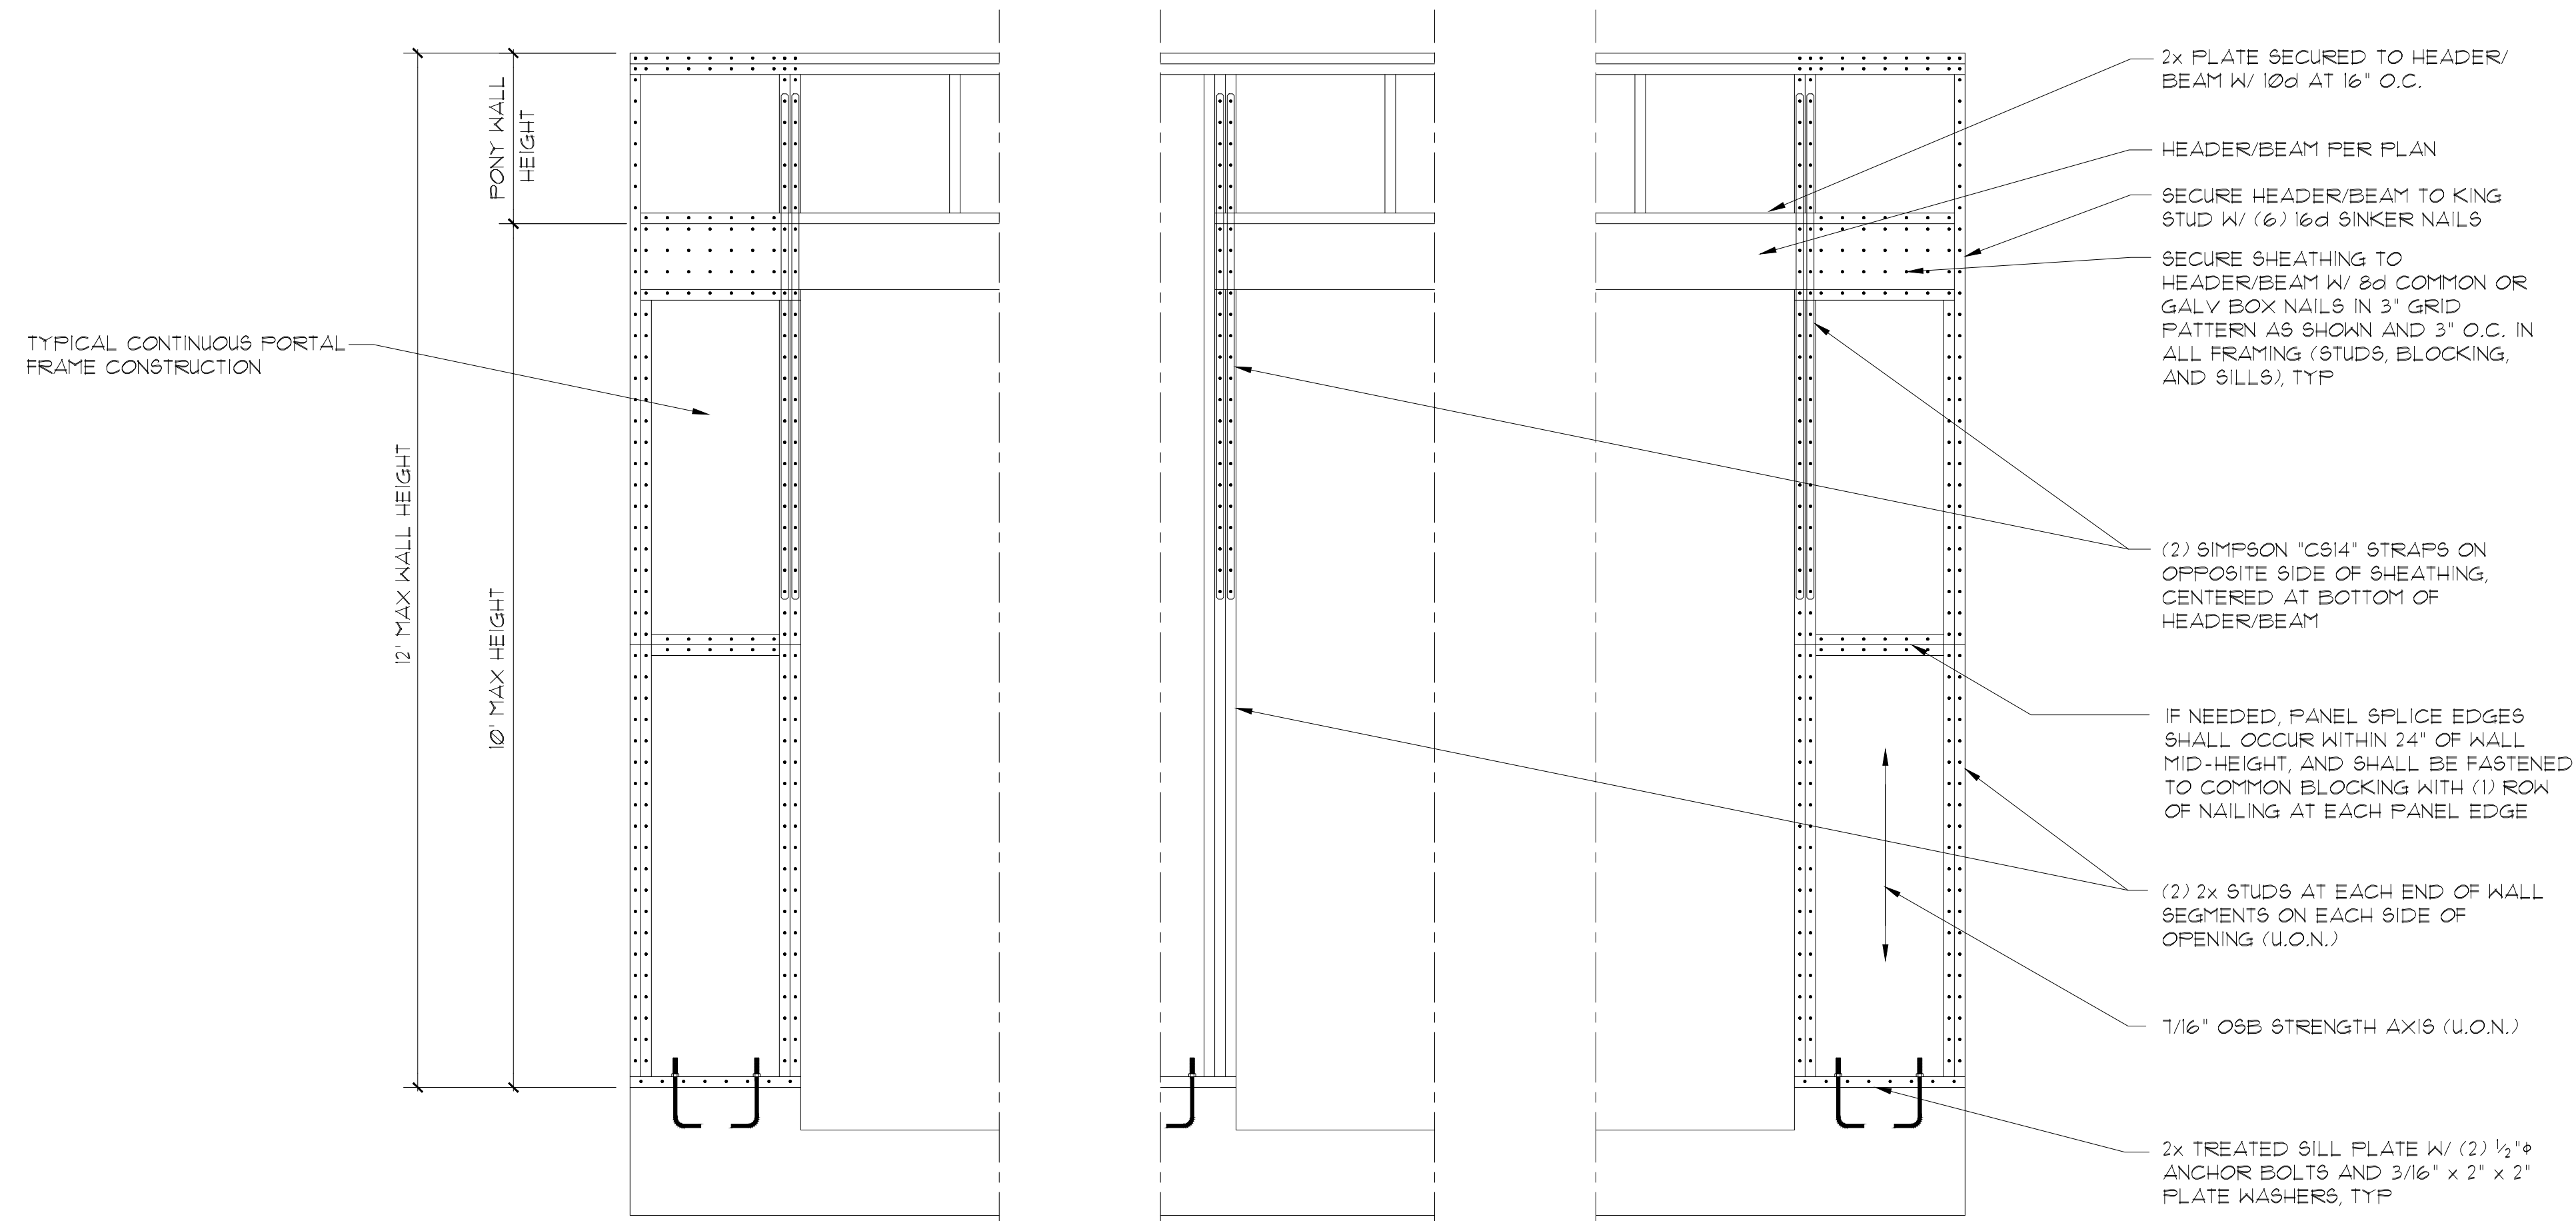 PONY WALL
HEIGHT
12' MAX WALL HEIGHT
10' MAX HEIGHT
TYPICAL CONTINUOUS PORTAL
FRAME CONSTRUCTION
2x PLATE SECURED TO HEADER/
BEAM W/ 10d AT 16" O.C.
HEADER/BEAM PER PLAN
SECURE HEADER/BEAM TO KING
STUD W/ (6) 16d SINKER NAILS
SECURE SHEATHING TO
HEADER/BEAM W/ 8d COMMON OR
GALV BOX NAILS IN 3" GRID
PATTERN AS SHOWN AND 3" O.C. IN
ALL FRAMING (STUDS, BLOCKING,
AND SILLS), TYP
(2) SIMPSON "CS14" STRAPS ON
OPPOSITE SIDE OF SHEATHING,
CENTERED AT BOTTOM OF
HEADER/BEAM
IF NEEDED, PANEL SPLICE EDGES
SHALL OCCUR WITHIN 24" OF WALL
MID-HEIGHT, AND SHALL BE FASTENED
TO COMMON BLOCKING WITH (1) ROW
OF NAILING AT EACH PANEL EDGE
(2) 2x STUDS AT EACH END OF WALL
SEGMENTS ON EACH SIDE OF
OPENING (U.O.N.)
7/16" OSB STRENGTH AXIS (U.O.N.)
2x TREATED SILL PLATE W/ (2) ½"φ
ANCHOR BOLTS AND 3/16" x 2" x 2"
PLATE WASHERS, TYP